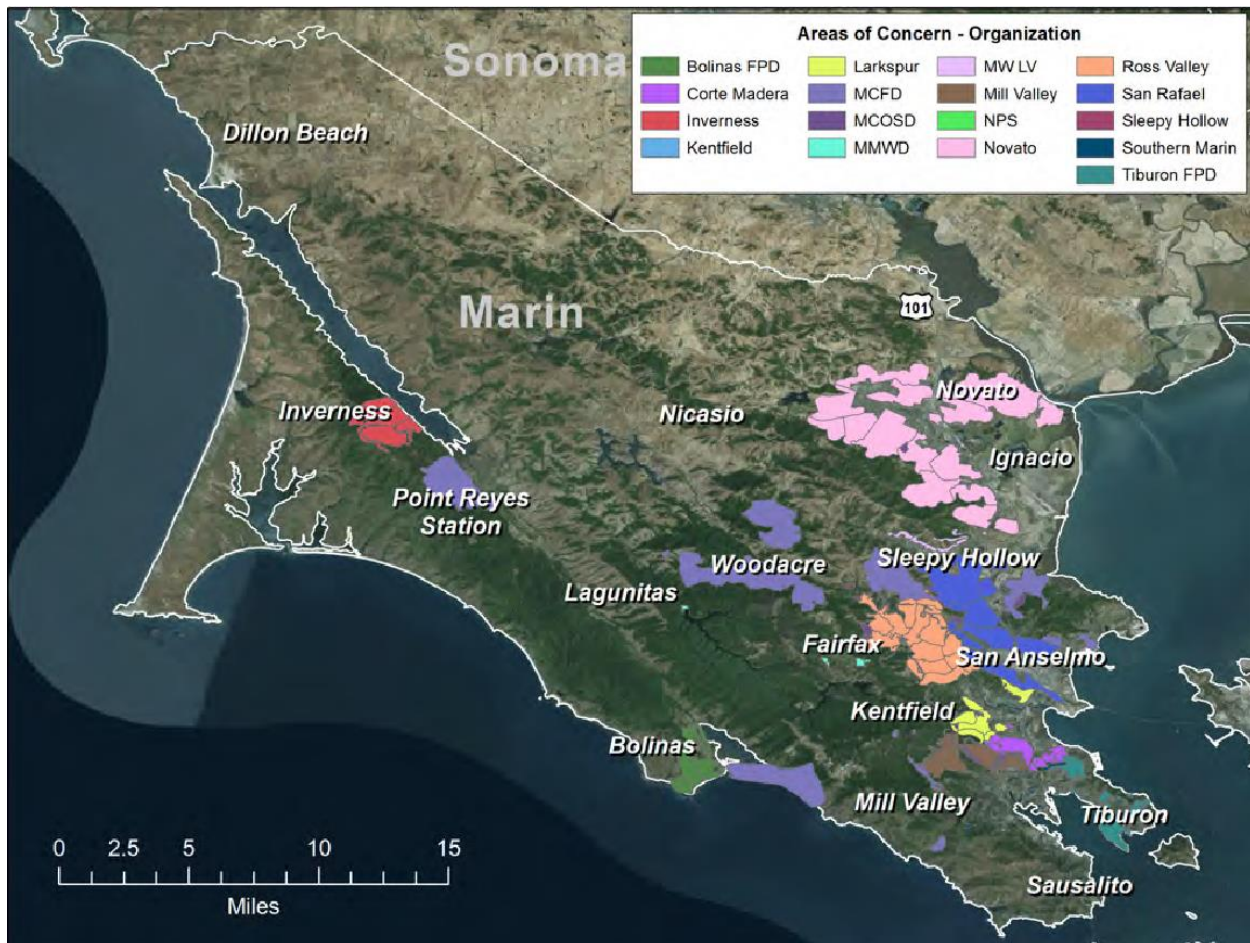 Sonoma
Areas of Concern - Organization
Bolinas FPD
Corte Madera
Inverness
Kentfield
Larkspur
MCFD
MCOSD
MMWD
MW LV
Mill Valley
NPS
Novato
Ross Valley
San Rafael
Sleepy Hollow
Southern Marin
Tiburon FPD
Dillon Beach
Marin
101
Inverness
Nicasio
Novato
Ignacio
Point Reyes
Station
Woodacre
Sleepy Hollow
Lagunitas
Fairfax
San Anselmo
Kentfield
Bolinas
Mill Valley
Tiburon
Sausalito
0 2.5 5 10 15
Miles